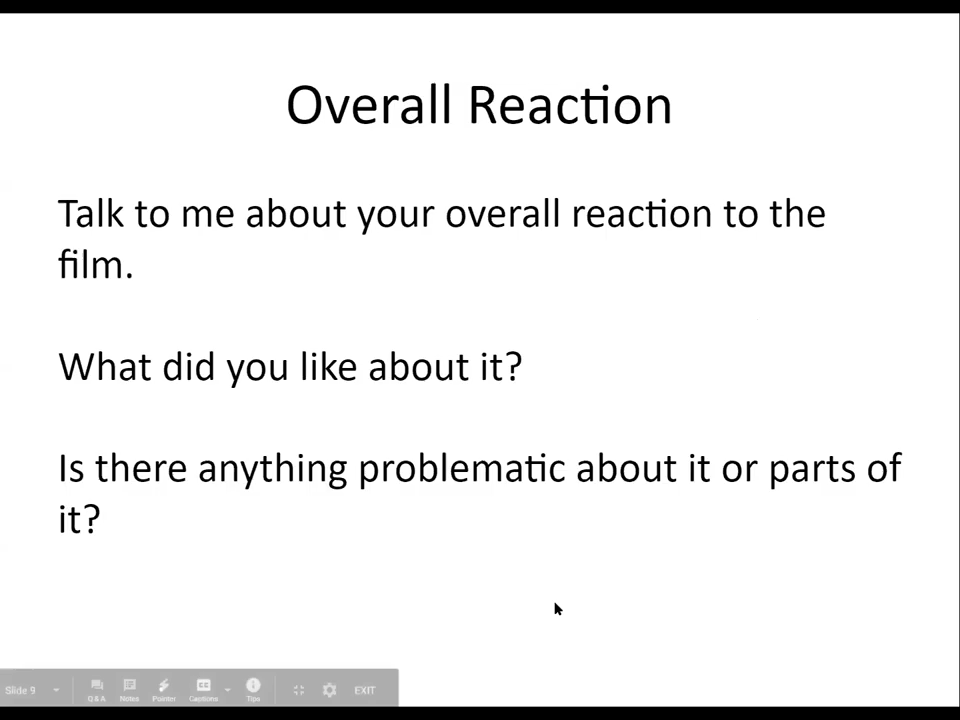 Overall Reaction
Talk to me about your overall reaction to the
film.
What did you like about it?
Is there anything problematic about it or parts of
it?
Slide 9
Q&A Notes Pointer Captions Tips EXIT